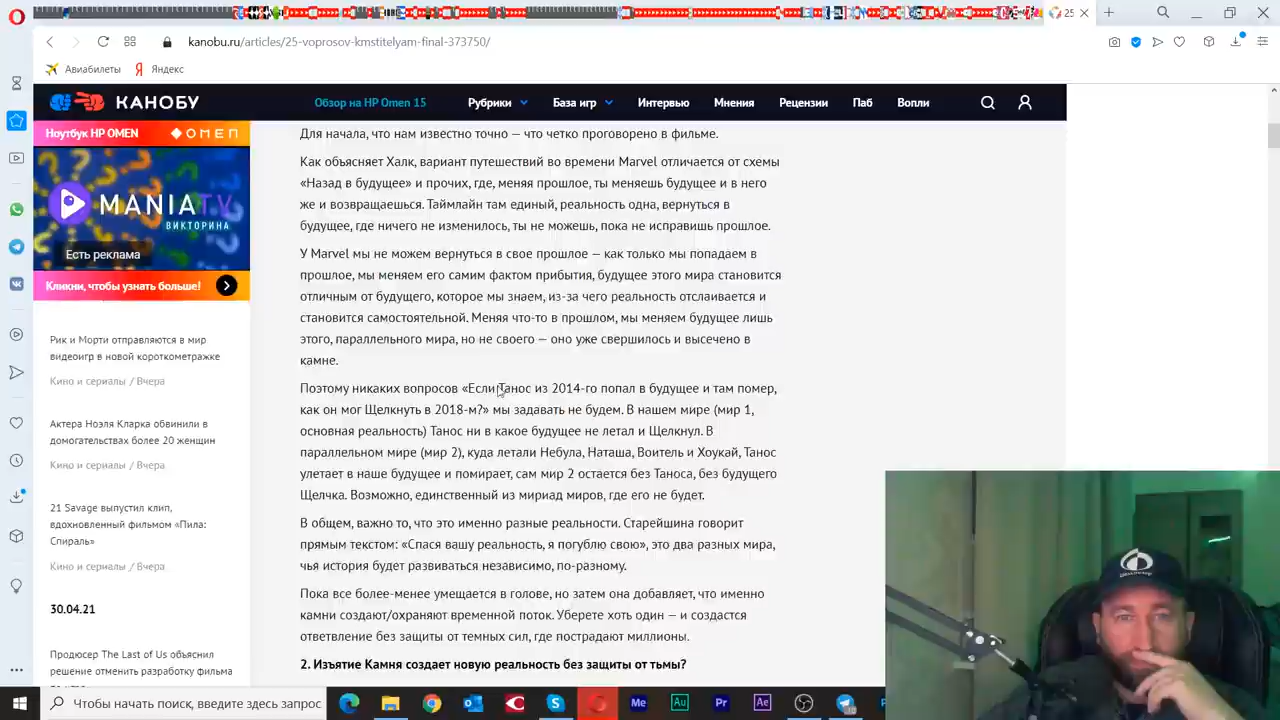 25
kanobu.ru/articles/25-voprosov-kmstitelyam-final-373750/
Авиабилеты
Яндекс
КАНОБУ
Обзор на HP Omen 15
Рубрики
База игр
Интервью
Мнения
Рецензии
Паб
Вопли
Ноутбук HP OMEN
OMEN
MANIATV
ВИКТОРИНА
Есть реклама
Кликни, чтобы узнать больше!
Рик и Морти отправляются в мир
видеоигр в новой короткометражке
Кино и сериалы / Вчера
Актера Ноэля Кларка обвинили в
домогательствах более 20 женщин
Кино и сериалы / Вчера
21 Savage выпустил клип,
вдохновленный фильмом «Пила:
Спираль»
Кино и сериалы / Вчера
30.04.21
Продюсер The Last of Us объяснил
решение отменить разработку фильма
Для начала, что нам известно точно — что четко проговорено в фильме.
Как объясняет Халк, вариант путешествий во времени Marvel отличается от схемы
«Назад в будущее» и прочих, где, меняя прошлое, ты меняешь будущее и в него
же и возвращаешься. Таймлайн там единый, реальность одна, вернуться в
будущее, где ничего не изменилось, ты не можешь, пока не исправишь прошлое.
У Marvel мы не можем вернуться в свое прошлое — как только мы попадаем в
прошлое, мы меняем его самим фактом прибытия, будущее этого мира становится
отличным от будущего, которое мы знаем, из-за чего реальность отслаивается и
становится самостоятельной. Меняя что-то в прошлом, мы меняем будущее лишь
этого, параллельного мира, но не своего — оно уже свершилось и высечено в
камне.
Поэтому никаких вопросов «Если Танос из 2014-го попал в будущее и там помер,
как он мог Щелкнуть в 2018-м?» мы задавать не будем. В нашем мире (мир 1,
основная реальность) Танос ни в какое будущее не летал и Щелкнул. В
параллельном мире (мир 2), куда летали Небула, Наташа, Воитель и Хоукай, Танос
улетает в наше будущее и помирает, сам мир 2 остается без Таноса, без будущего
Щелчка. Возможно, единственный из мириад миров, где его не будет.
В общем, важно то, что это именно разные реальности. Старейшина говорит
прямым текстом: «Спася вашу реальность, я погублю свою», это два разных мира,
чья история будет развиваться независимо, по-разному.
Пока все более-менее умещается в голове, но затем она добавляет, что именно
камни создают/охраняют временной поток. Уберете хоть один — и создастся
ответвление без защиты от темных сил, где пострадают миллионы.
2. Изъятие Камня создает новую реальность без защиты от тьмы?
Чтобы начать поиск, введите здесь запрос
Me
Au
Pr
Ae